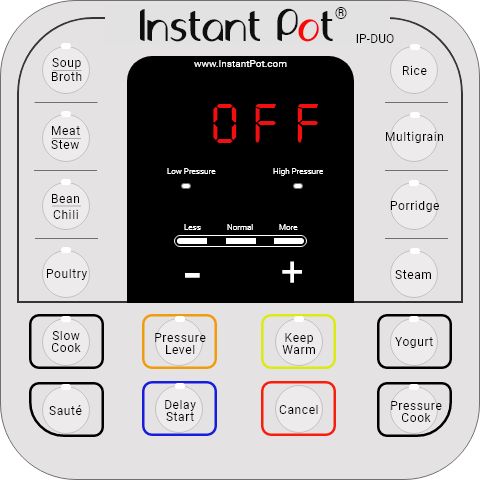 Instant Pot®
IP-DUO
www.InstantPot.com
Soup
Broth
Meat
Stew
Bean
Chili
Poultry
OFF
Low Pressure
High Pressure
Less
Normal
More
-
+
Rice
Multigrain
Porridge
Steam
Slow
Cook
Pressure
Level
Keep
Warm
Yogurt
Sauté
Delay
Start
Cancel
Pressure
Cook